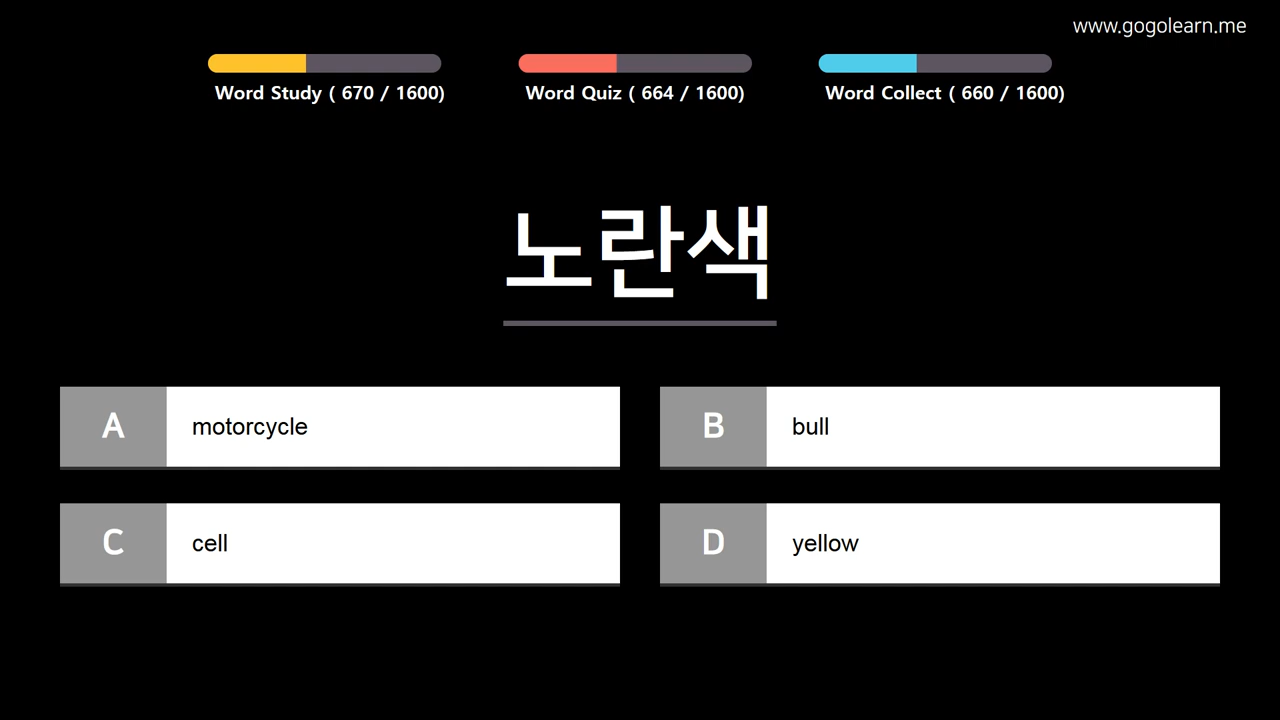 www.gogolearn.me
Word Study ( 670 / 1600)
Word Quiz ( 664 / 1600)
Word Collect ( 660 / 1600)
노란색
A motorcycle
B bull
C cell
D yellow